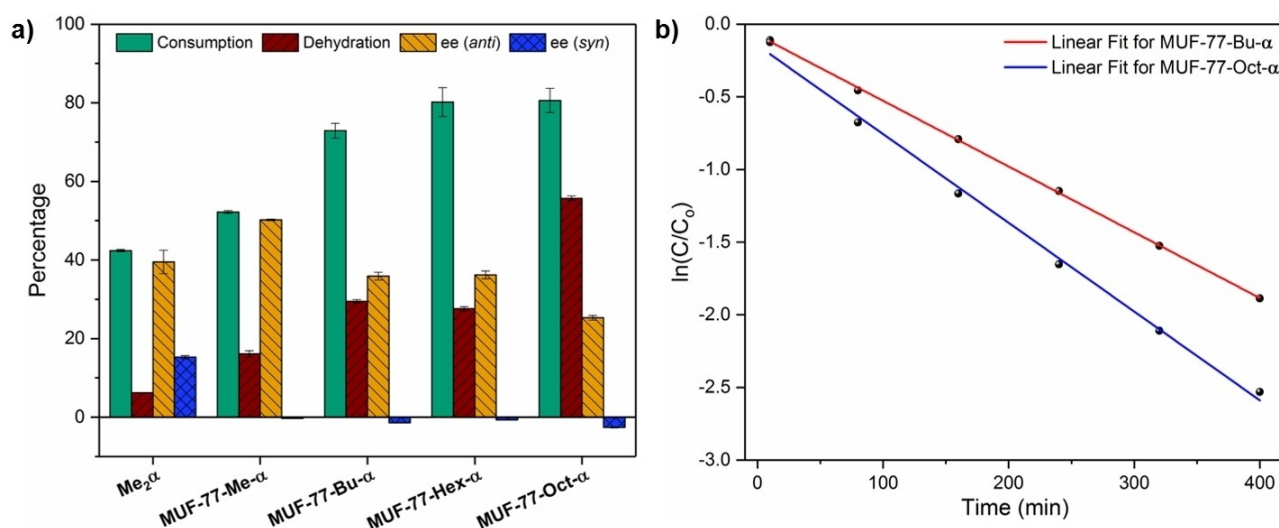 a)
Consumption Dehydration ee (anti) ee (syn)
Percentage
100
80
60
40
20
0
Me₂α
MUF-77-Me-α
MUF-77-Bu-α
MUF-77-Hex-α
MUF-77-Oct-α
b)
Linear Fit for MUF-77-Bu-α
Linear Fit for MUF-77-Oct-α
ln(C/Cₒ)
0.0
-0.5
-1.0
-1.5
-2.0
-2.5
-3.0
0 100 200 300 400
Time (min)